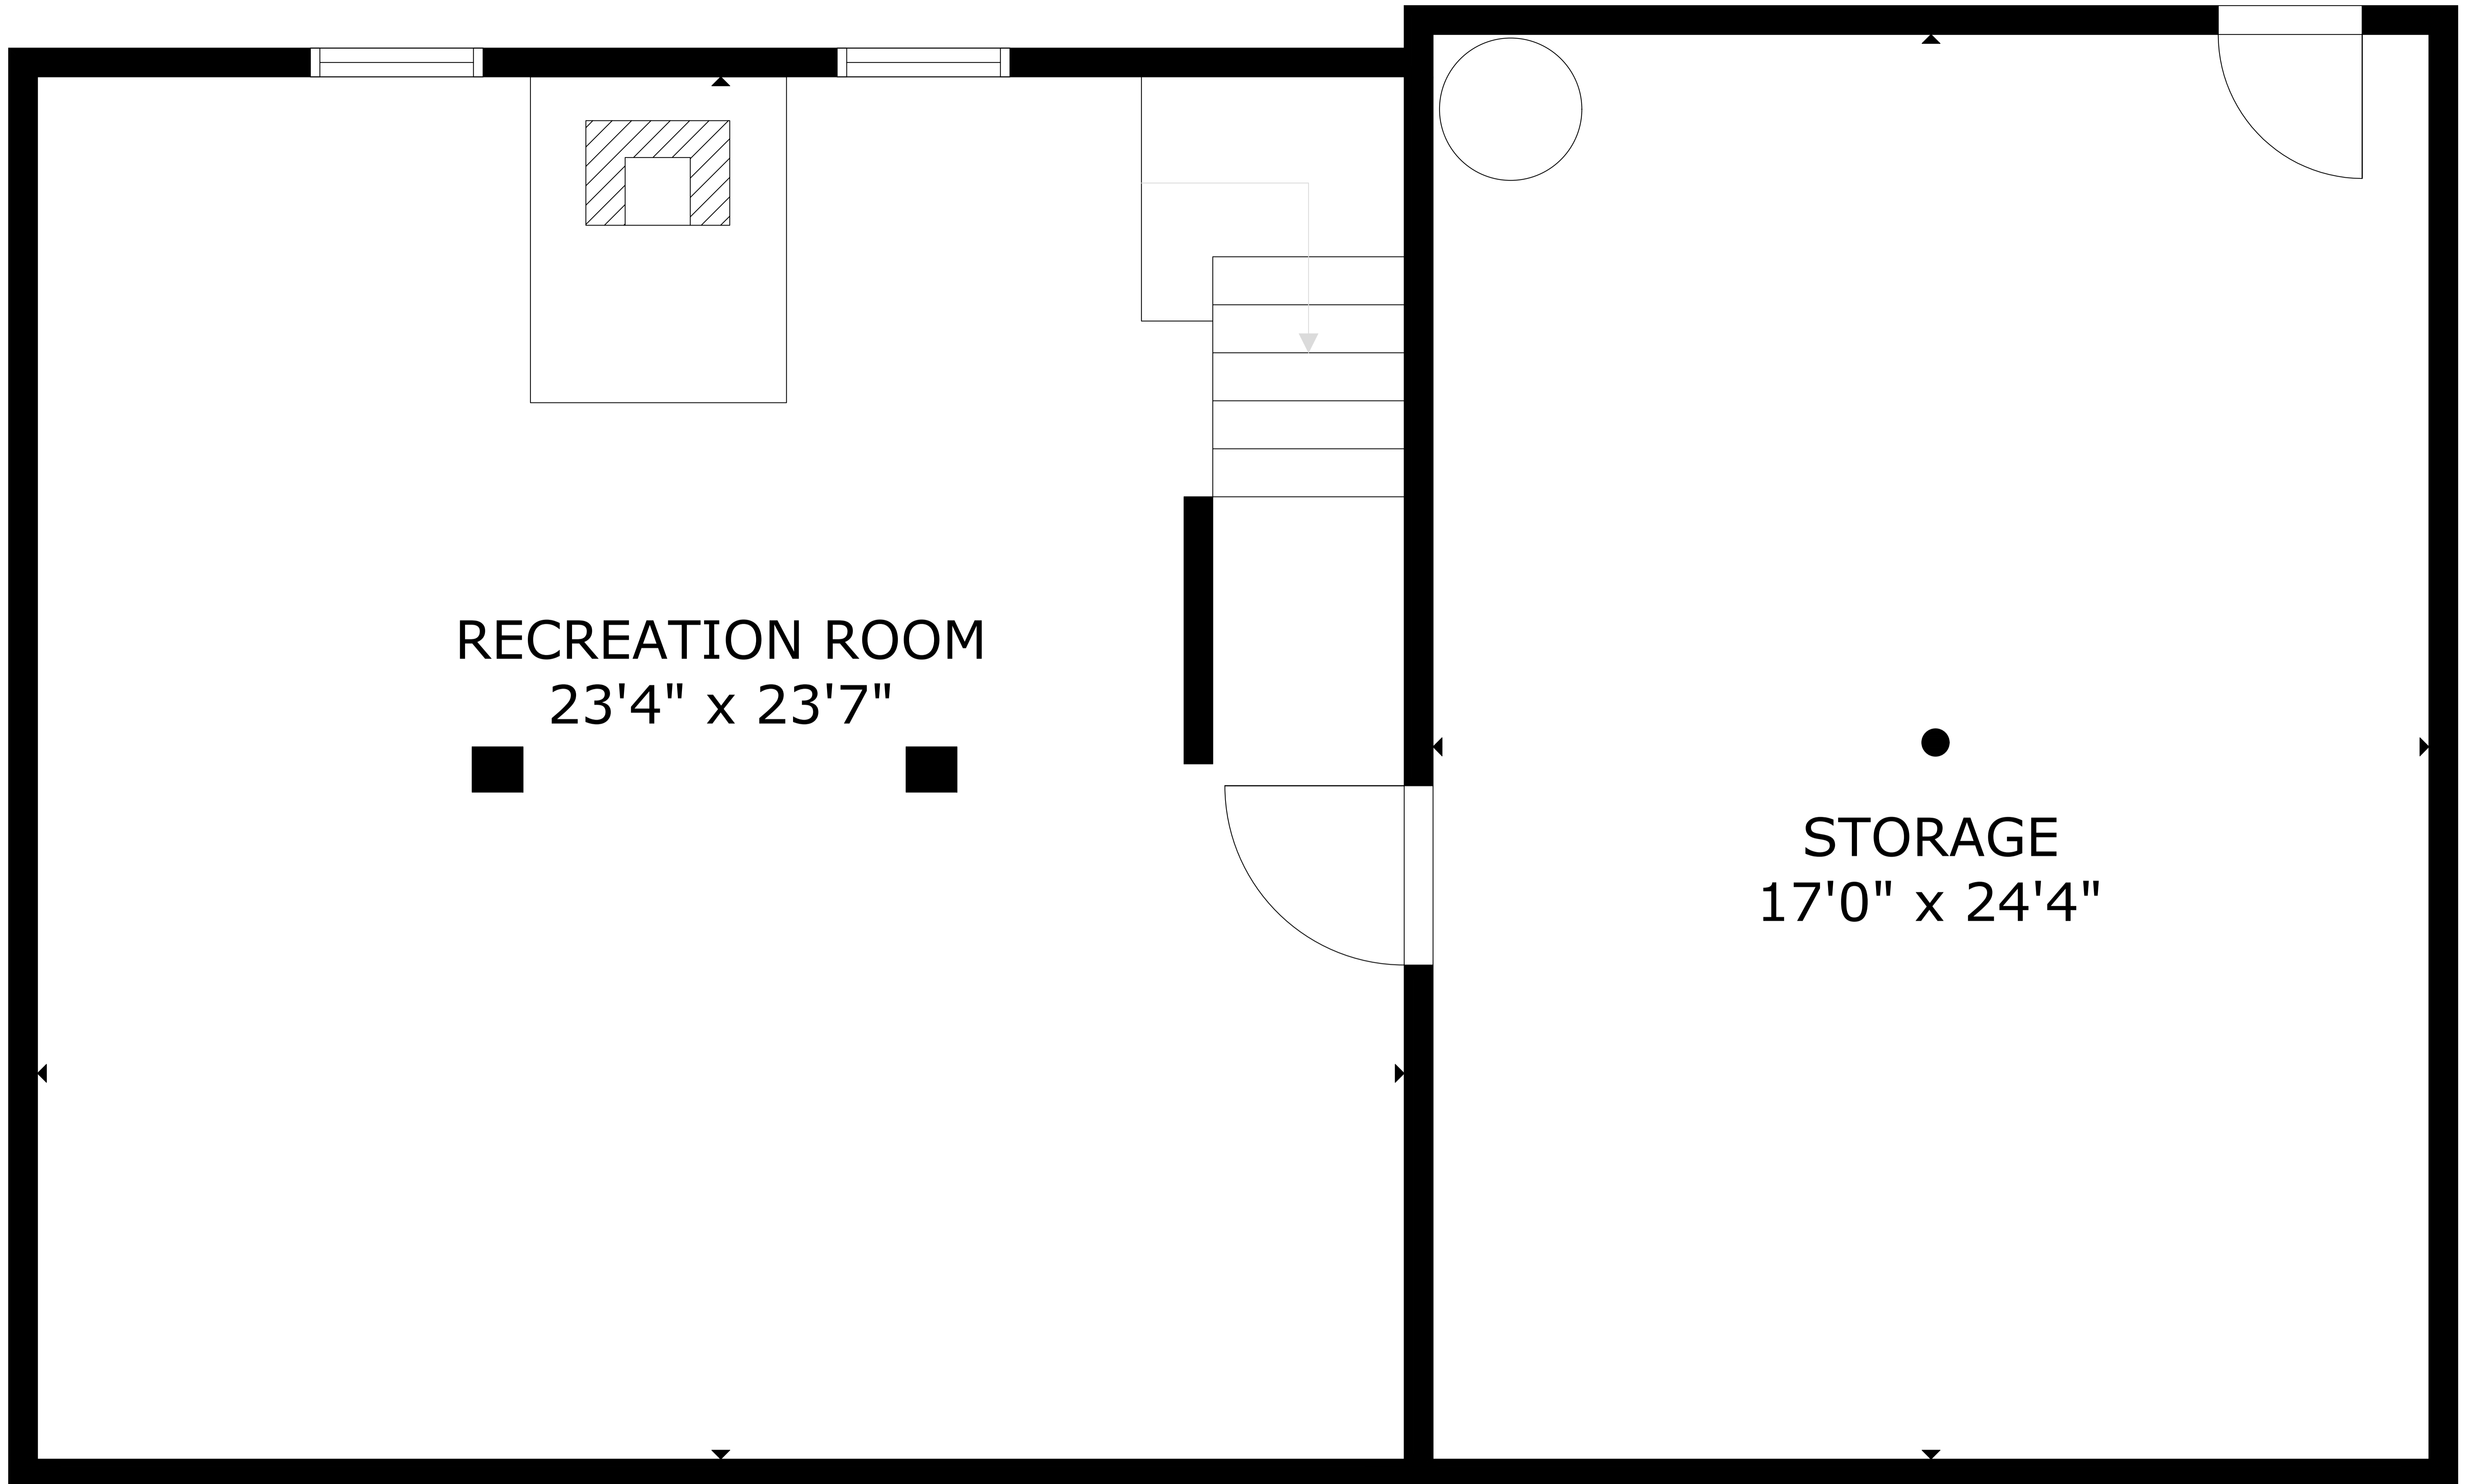 RECREATION ROOM
23'4" x 23'7"
STORAGE
17'0" x 24'4"